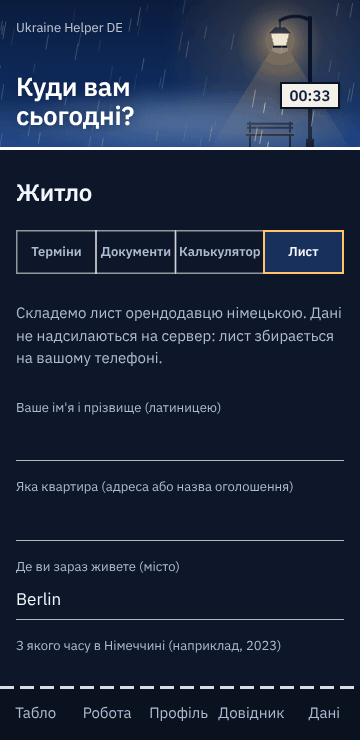 Ukraine Helper DE
Куди вам
сьогодні?
00:33
Житло
Терміни
Документи
Калькулятор
Лист
Складемо лист орендодавцю німецькою. Дані
не надсилаються на сервер: лист збирається
на вашому телефоні.
Ваше ім'я і прізвище (латиницею)
Яка квартира (адреса або назва оголошення)
Де ви зараз живете (місто)
Berlin
З якого часу в Німеччині (наприклад, 2023)
Табло
Робота
Профіль
Довідник
Дані